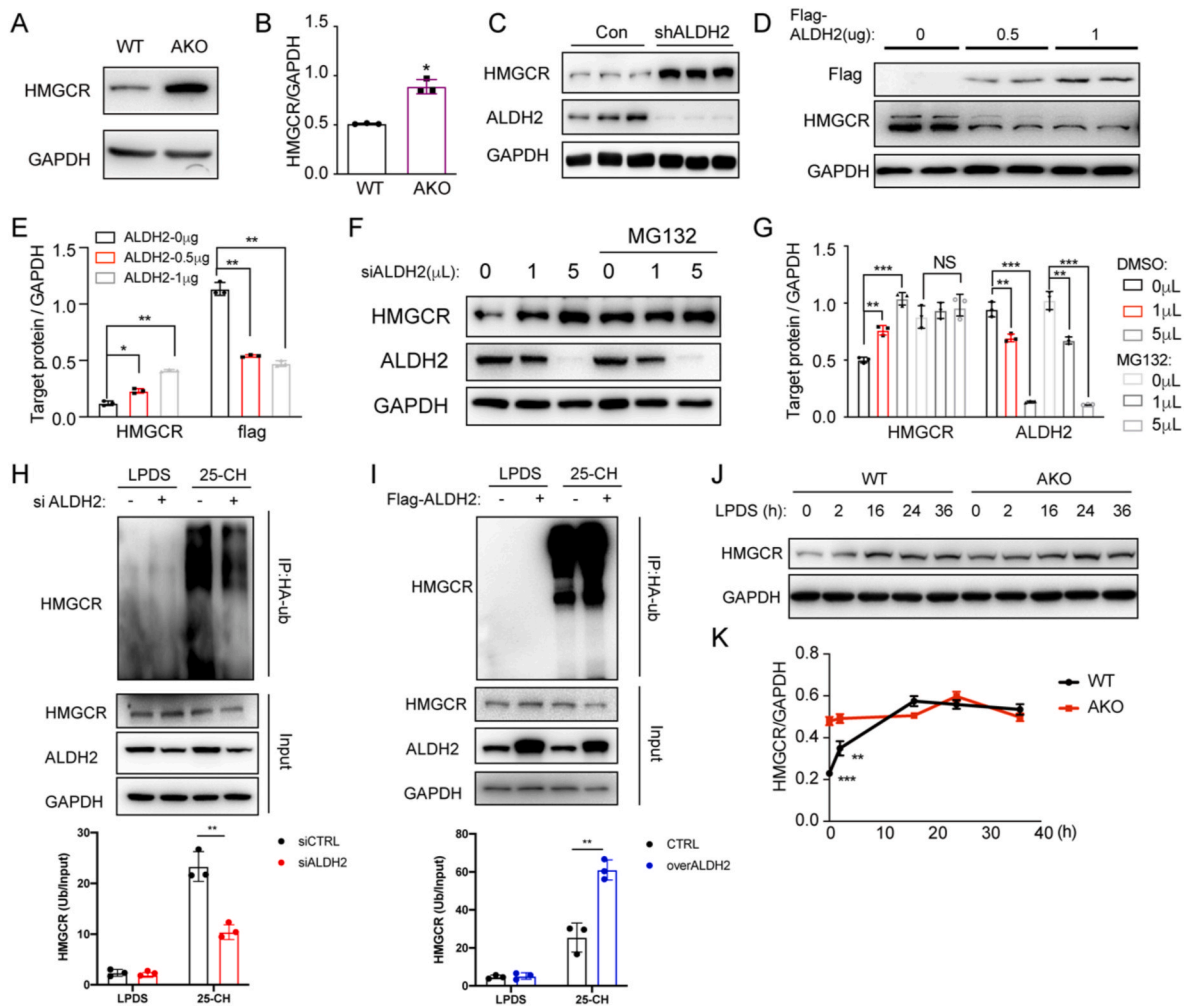 A
WT AKO
HMGCR
GAPDH
B
HMGCR/GAPDH
1.5
1.0
0.5
0.0
*
WT AKO
C
Con shALDH2
HMGCR
ALDH2
GAPDH
D
Flag-
ALDH2(ug): 0 0.5 1
Flag
HMGCR
GAPDH
E
Target protein / GAPDH
1.5
1.0
0.5
0.0
ALDH2-0μg
ALDH2-0.5μg
ALDH2-1μg
**
**
**
*
HMGCR flag
F
MG132
siALDH2(μL): 0 1 5 0 1 5
HMGCR
ALDH2
GAPDH
G
Target protein / GAPDH
1.5
1.0
0.5
0.0
*** NS *** ***
** ** **
HMGCR ALDH2
DMSO:
0μL
1μL
5μL
MG132:
0μL
1μL
5μL
H
LPDS 25-CH
si ALDH2: - + - +
HMGCR
IP:HA-ub
HMGCR
ALDH2
GAPDH
Input
HMGCR (Ub/Input)
30
20
10
0
**
siCTRL
siALDH2
LPDS 25-CH
I
LPDS 25-CH
Flag-ALDH2: - + - +
HMGCR
IP:HA-ub
HMGCR
ALDH2
GAPDH
Input
HMGCR (Ub/Input)
60
40
20
0
**
CTRL
overALDH2
LPDS 25-CH
J
WT AKO
LPDS (h): 0 2 16 24 36 0 2 16 24 36
HMGCR
GAPDH
K
HMGCR/GAPDH
0.8
0.6
0.4
0.2
**
***
WT
AKO
0 10 20 30 40 (h)